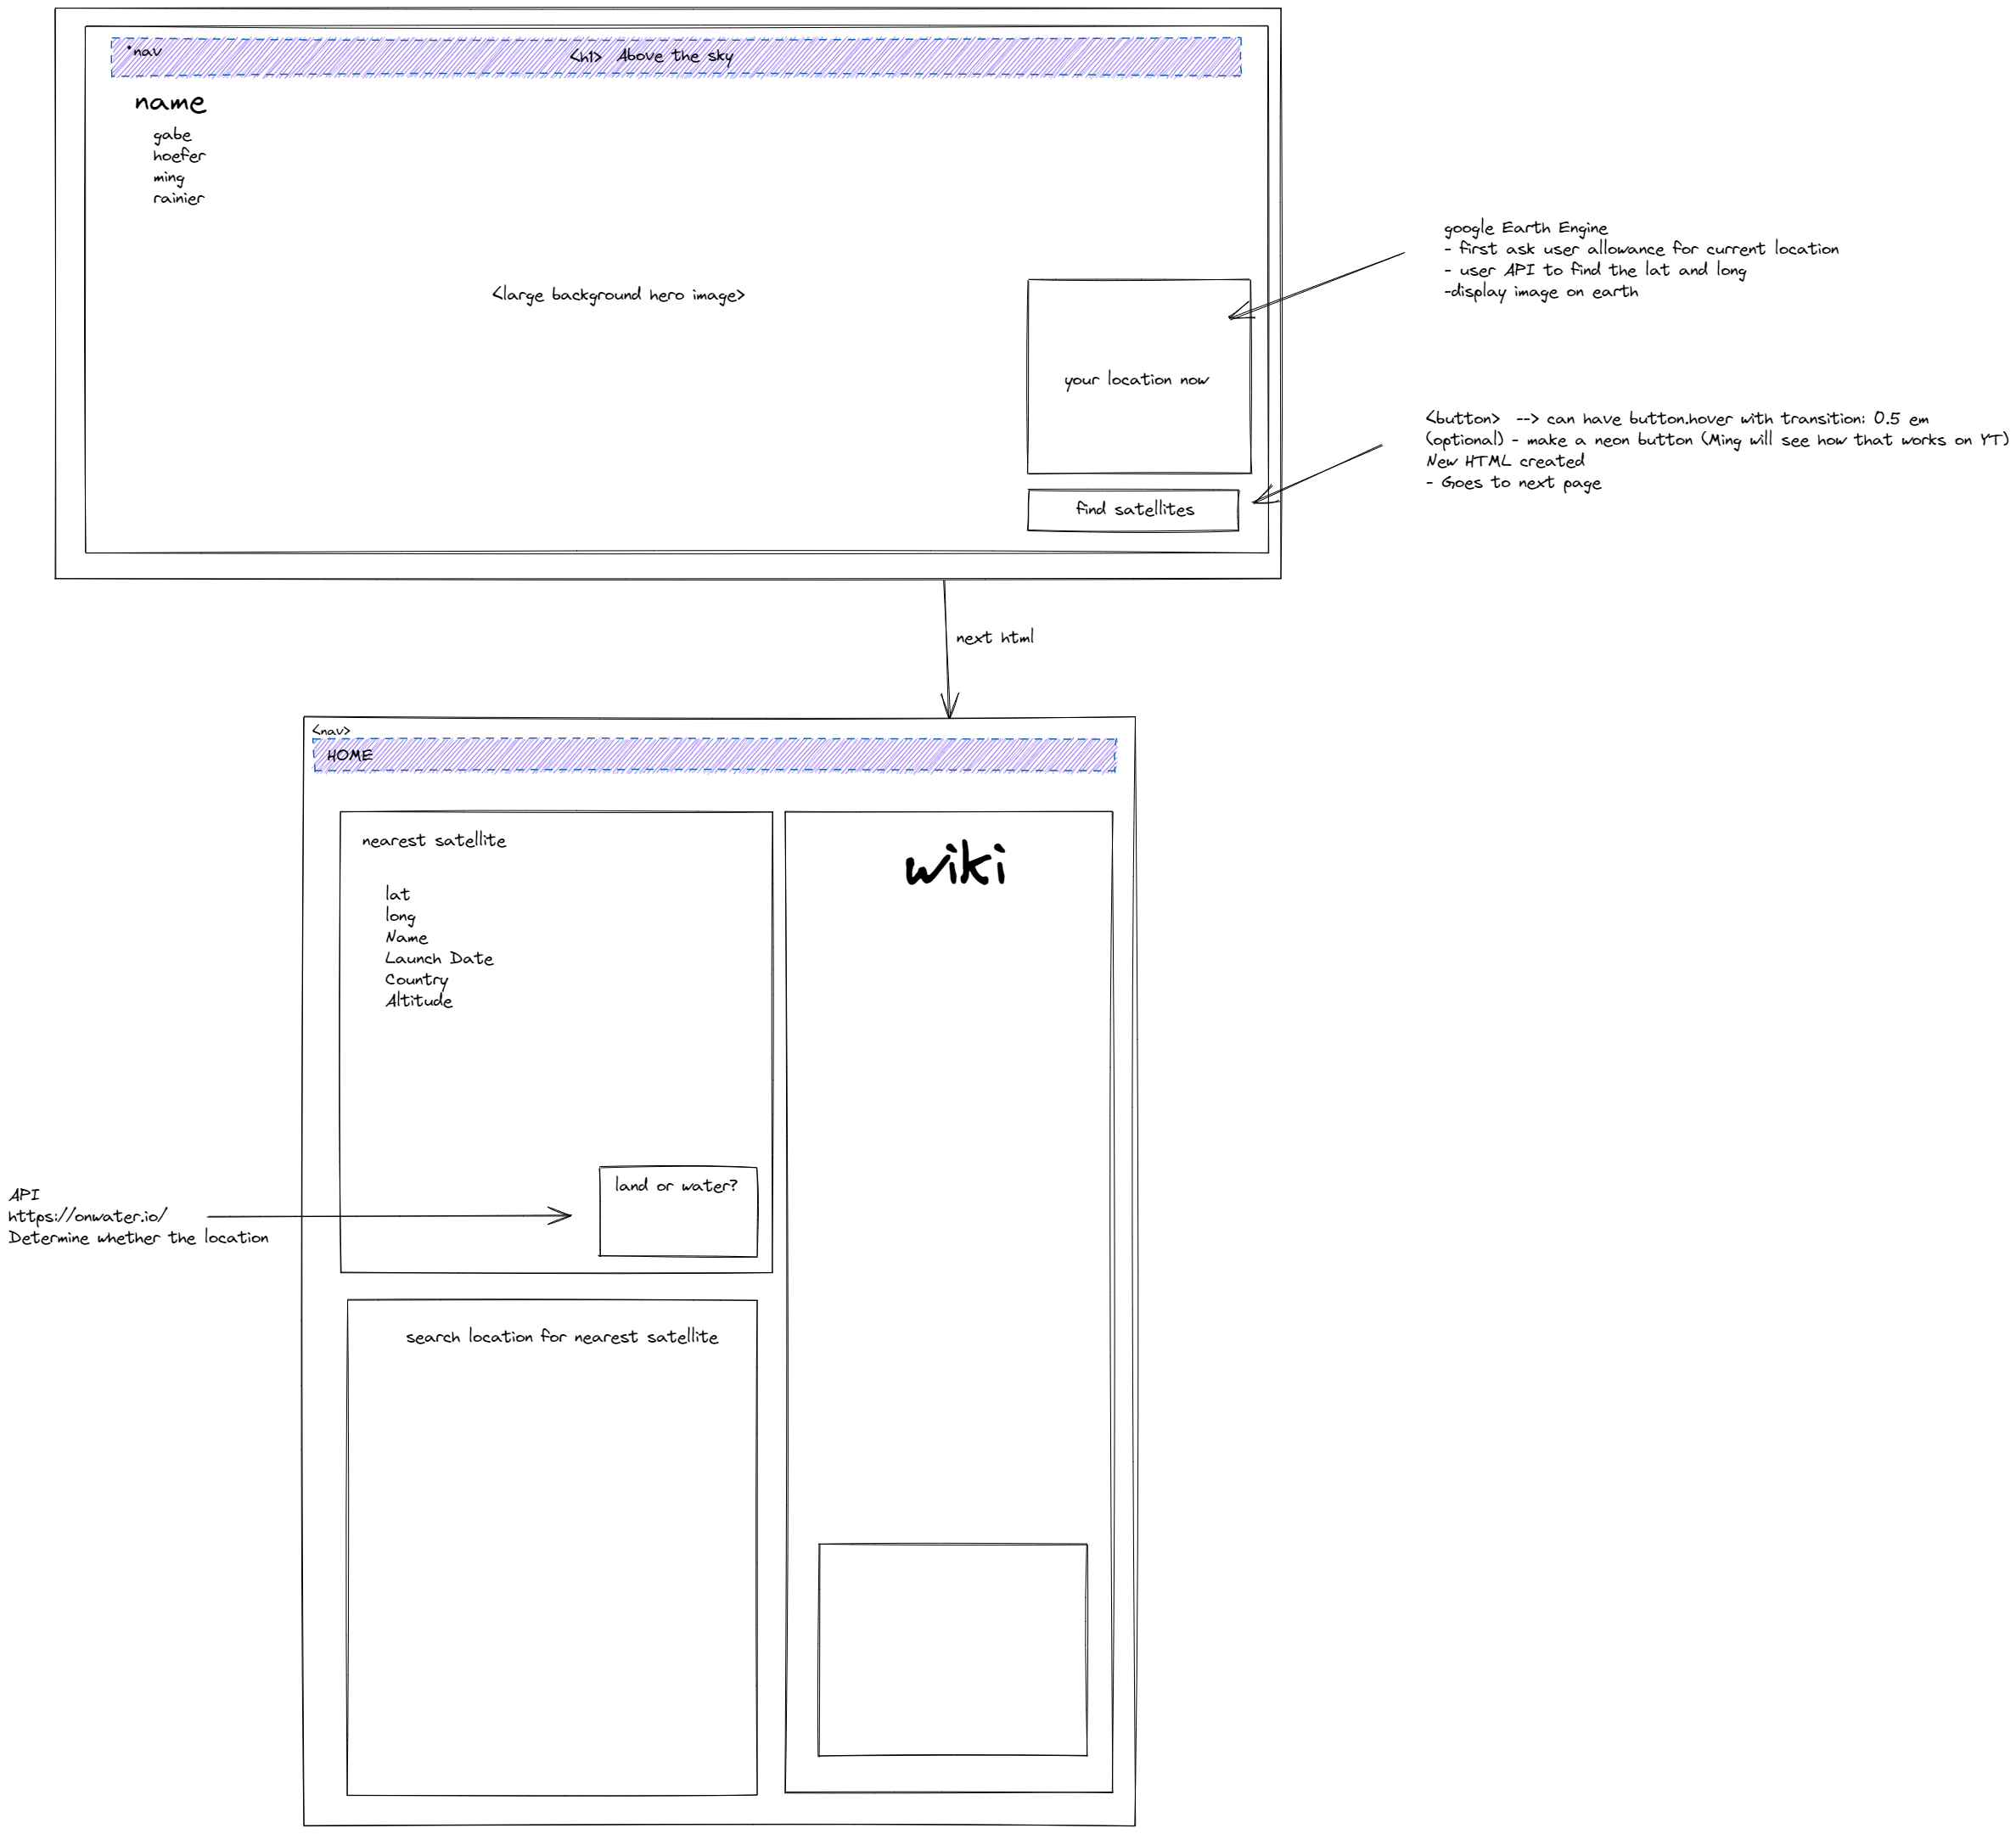 *nav
<h1>  Above the sky
name
gabe
hoefer
ming
rainier
<large background hero image>
your location now
find satellites
google Earth Engine
- first ask user allowance for current location
- user API to find the lat and long
-display image on earth
<button>  --> can have button.hover with transition: 0.5 em
(optional) - make a neon button (Ming will see how that works on YT)
New HTML created
- Goes to next page
next html
<nav>
HOME
nearest satellite
lat
long
Name
Launch Date
Country
Altitude
land or water?
API
https://onwater.io/
Determine whether the location
search location for nearest satellite
wiki